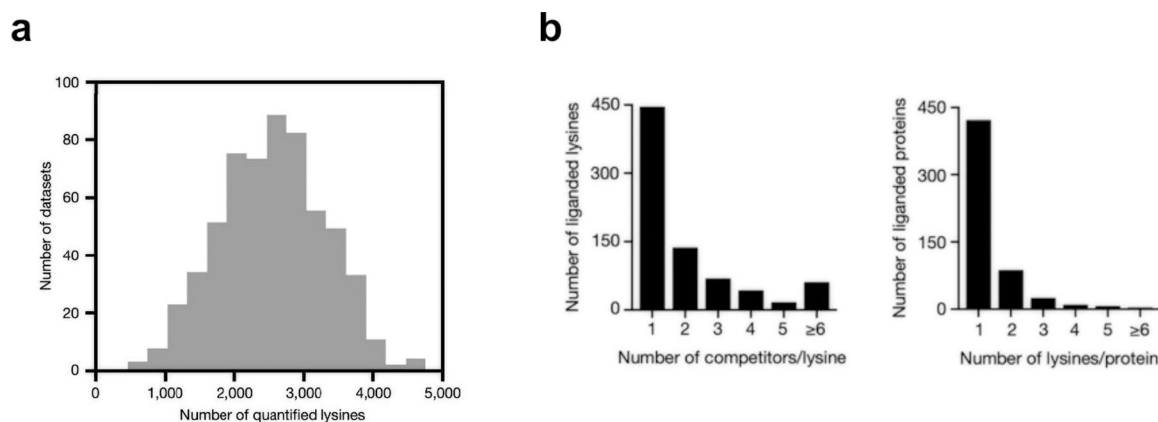 a
Number of datasets
100
80
60
40
20
0
0 1,000 2,000 3,000 4,000 5,000
Number of quantified lysines
b
Number of liganded lysines
450
300
150
0
1 2 3 4 5 ≥6
Number of competitors/lysine
Number of liganded proteins
450
300
150
0
1 2 3 4 5 ≥6
Number of lysines/protein